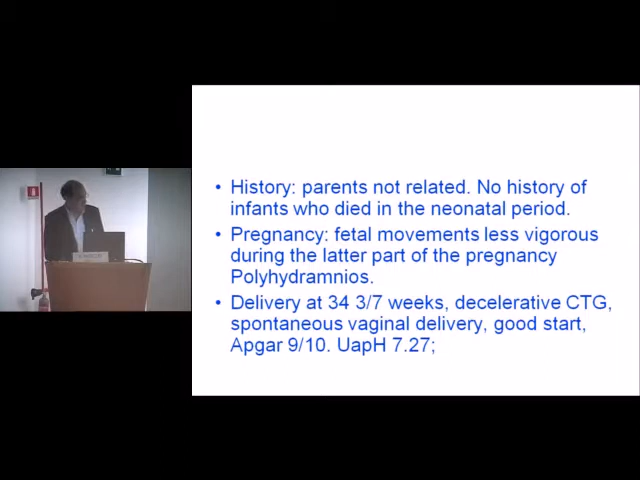 • History: parents not related. No history of
infants who died in the neonatal period.
• Pregnancy: fetal movements less vigorous
during the latter part of the pregnancy
Polyhydramnios.
• Delivery at 34 3/7 weeks, decelerative CTG,
spontaneous vaginal delivery, good start,
Apgar 9/10. UapH 7.27;